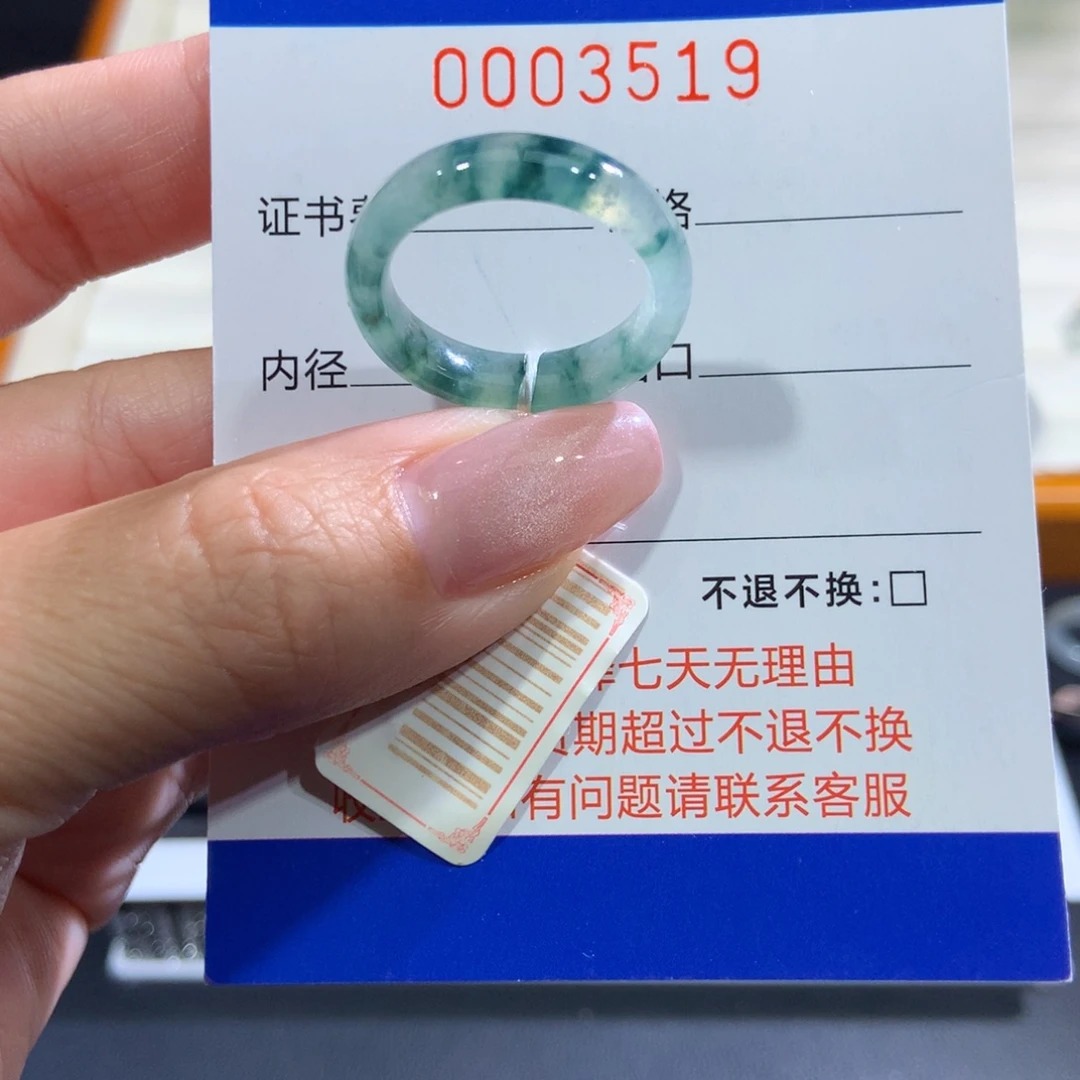 0003519
证书
内径 口
不退不换:□
七天无理由
期超过不退不换
有问题请联系客服